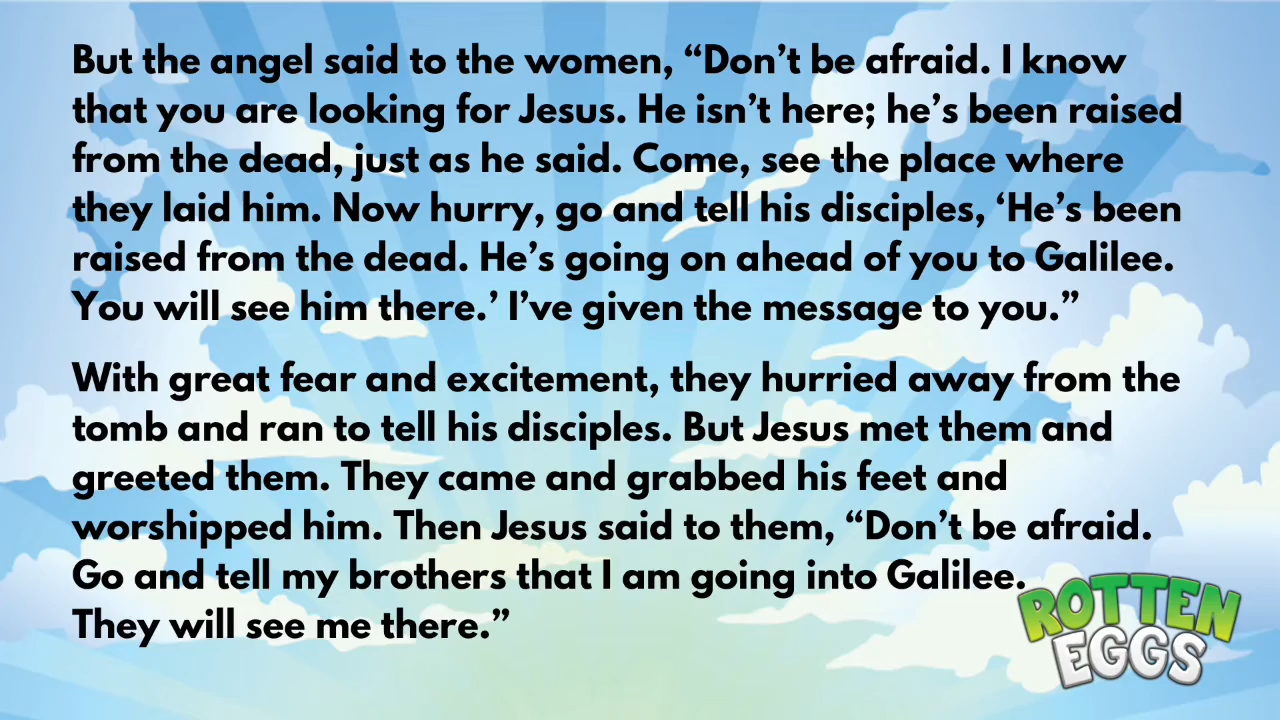 But the angel said to the women, “Don’t be afraid. I know
that you are looking for Jesus. He isn’t here; he’s been raised
from the dead, just as he said. Come, see the place where
they laid him. Now hurry, go and tell his disciples, ‘He’s been
raised from the dead. He’s going on ahead of you to Galilee.
You will see him there.’ I’ve given the message to you.”
With great fear and excitement, they hurried away from the
tomb and ran to tell his disciples. But Jesus met them and
greeted them. They came and grabbed his feet and
worshipped him. Then Jesus said to them, “Don’t be afraid.
Go and tell my brothers that I am going into Galilee.
They will see me there.”
ROTTEN
EGGS